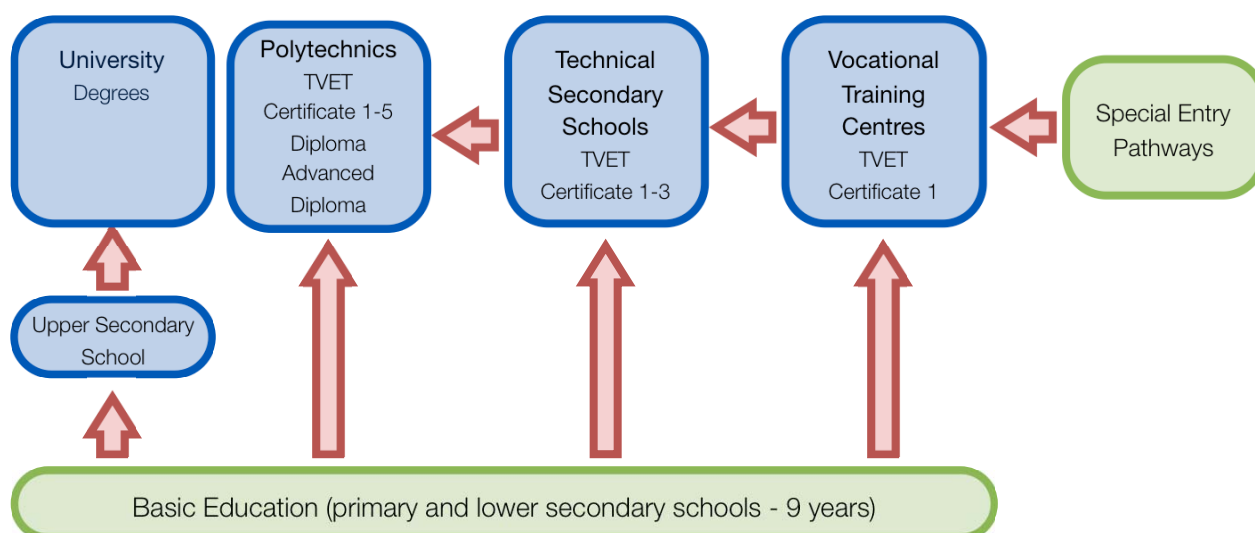 University
Degrees
Polytechnics
TVET
Certificate 1-5
Diploma
Advanced
Diploma
Technical
Secondary
Schools
TVET
Certificate 1-3
Vocational
Training
Centres
TVET
Certificate 1
Special Entry
Pathways
Upper Secondary
School
Basic Education (primary and lower secondary schools - 9 years)